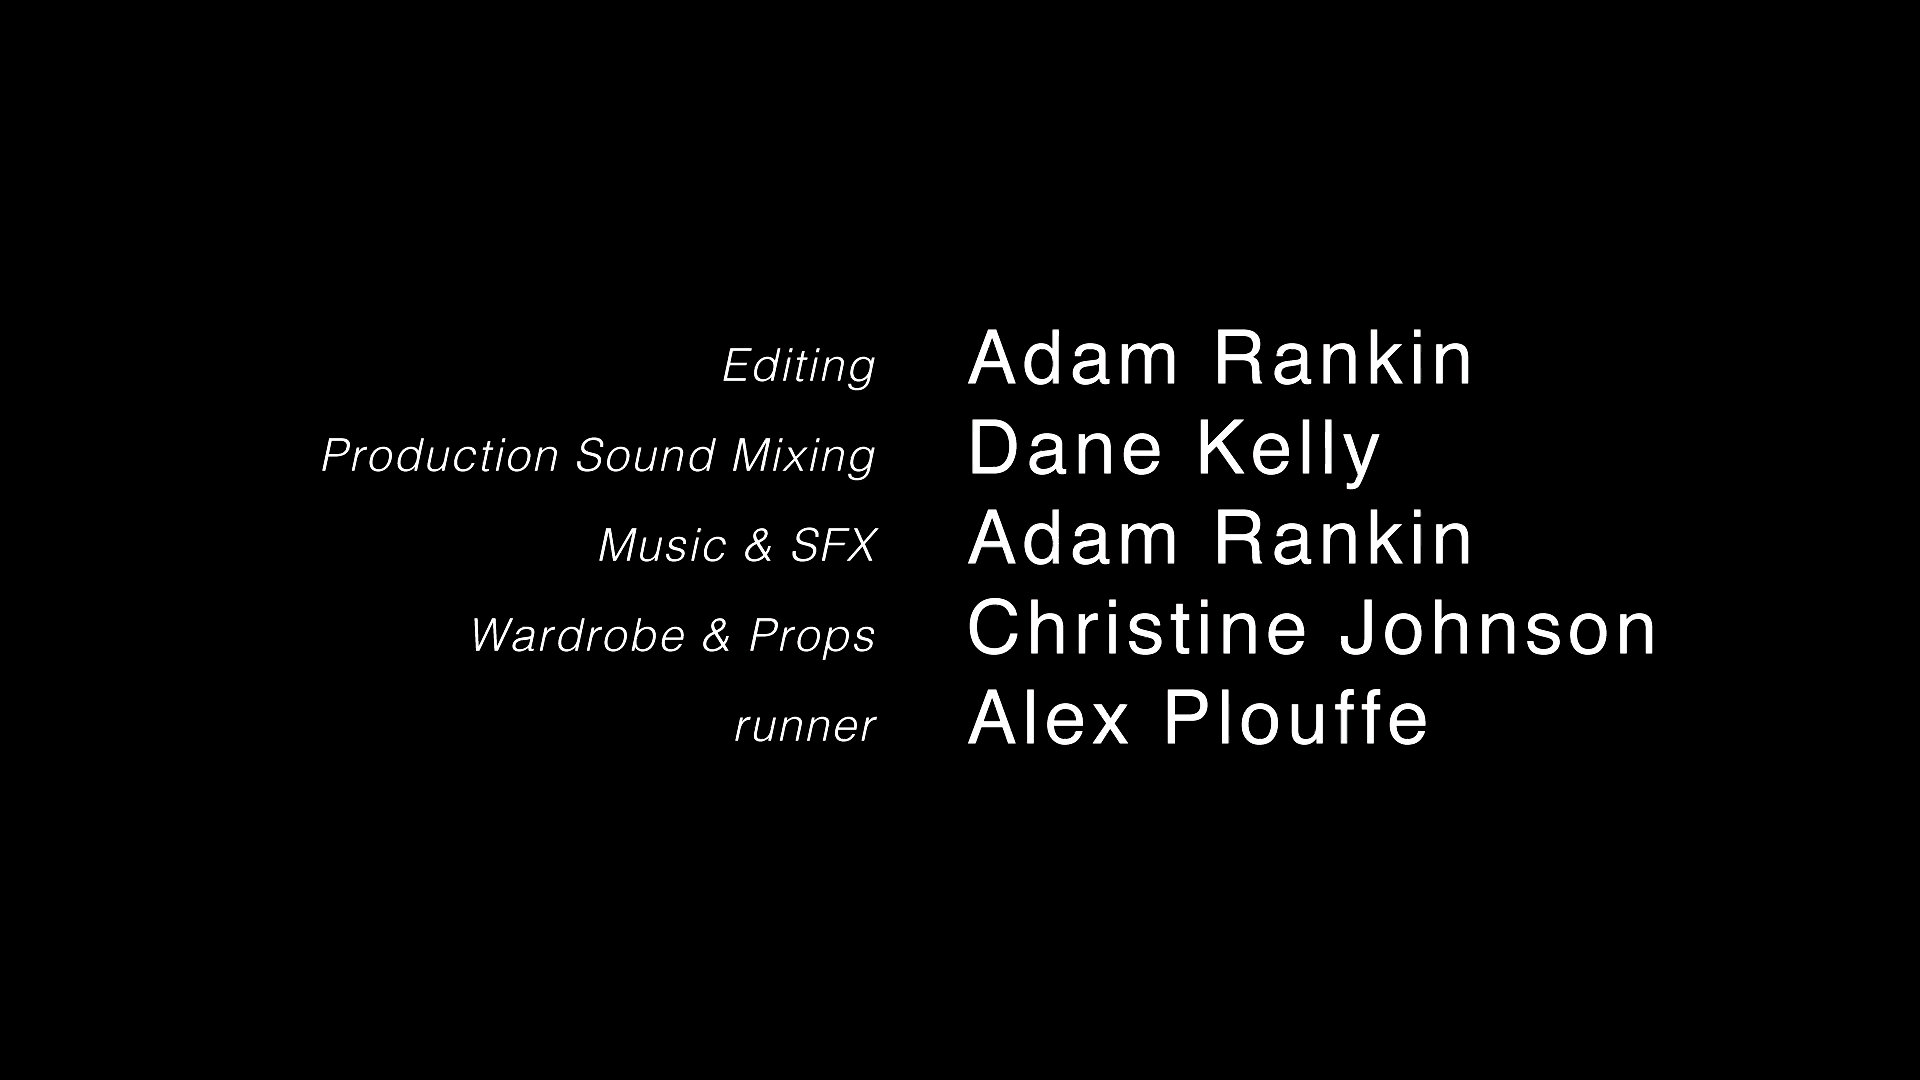 Editing Adam Rankin
Production Sound Mixing Dane Kelly
Music & SFX Adam Rankin
Wardrobe & Props Christine Johnson
runner Alex Plouffe